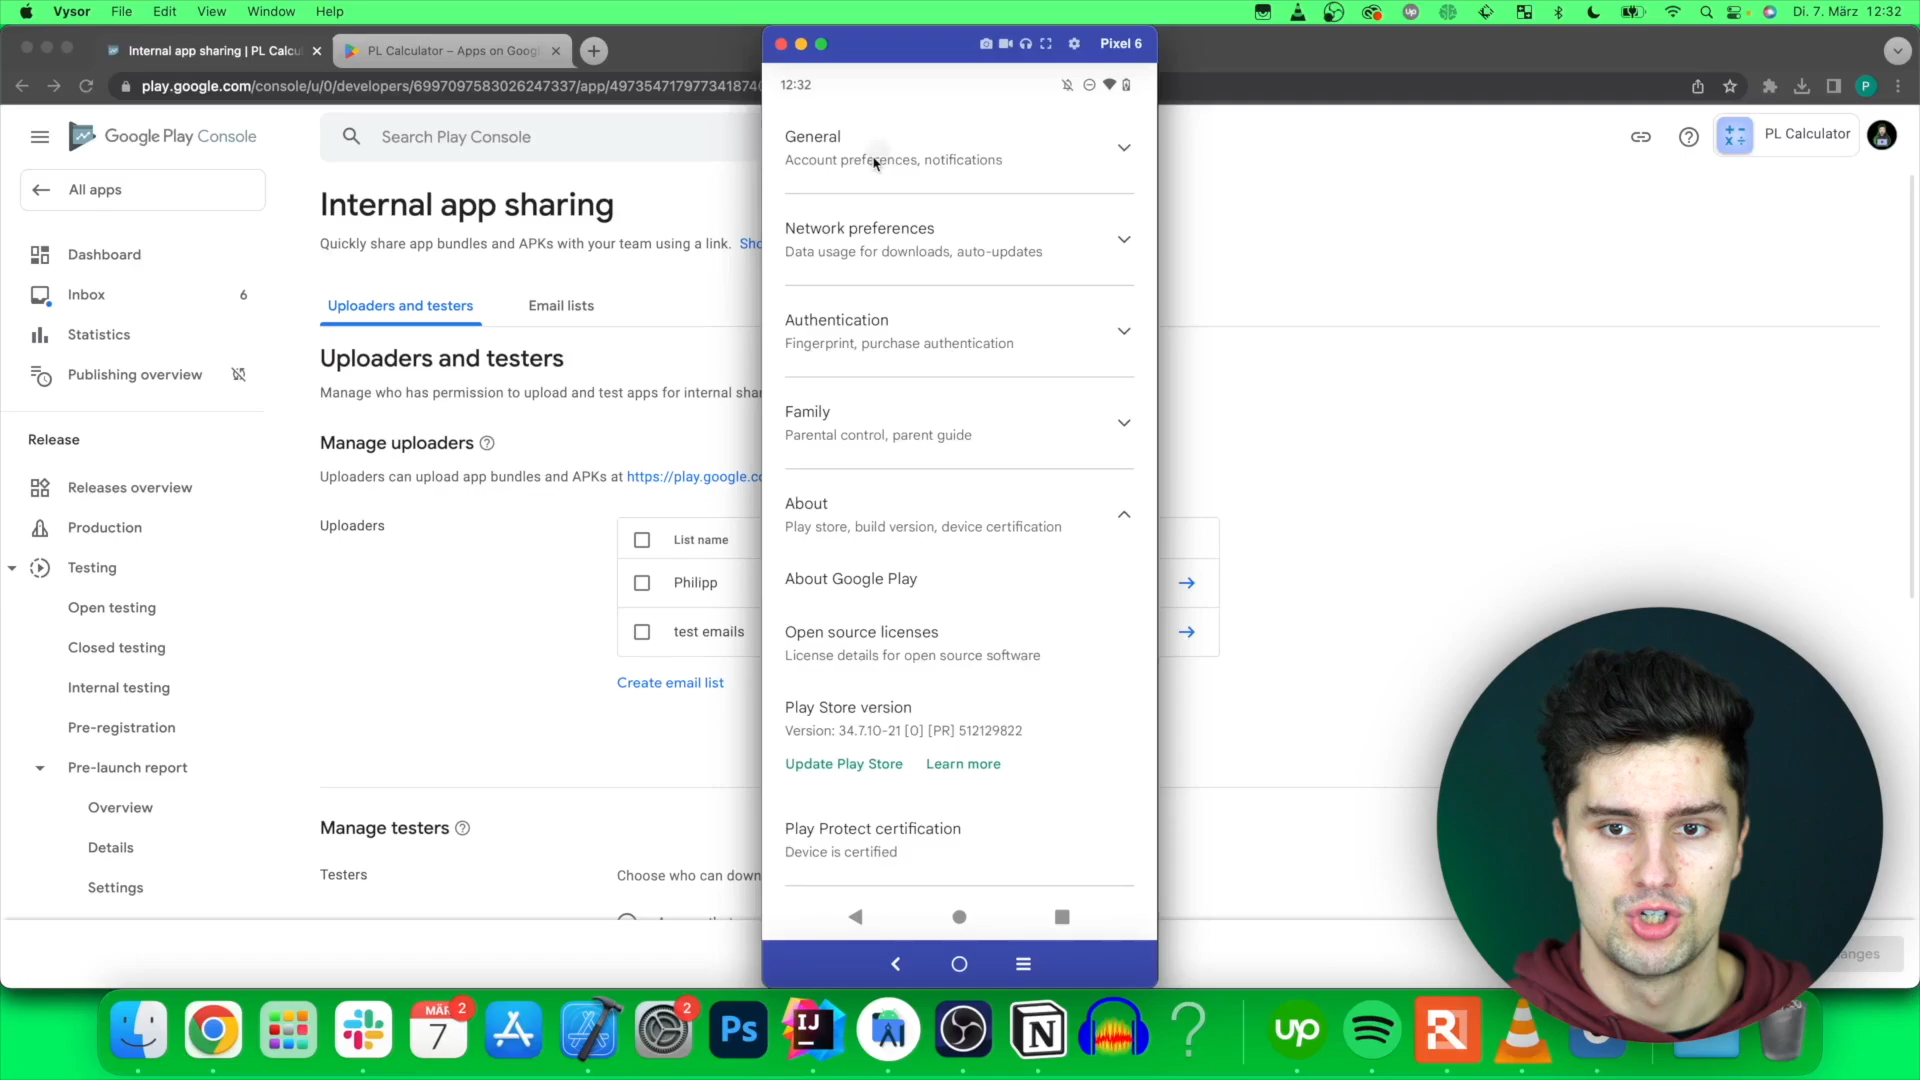 Vysor File Edit View Window Help Di. 7. März 12:32
Internal app sharing | PL Calcu
PL Calculator – Apps on Googl
play.google.com/console/u/0/developers/6997097583026247337/app/4973547179773418740
Google Play Console
Search Play Console
PL Calculator
All apps
Dashboard
Inbox 6
Statistics
Publishing overview
Release
Releases overview
Production
Testing
Open testing
Closed testing
Internal testing
Pre-registration
Pre-launch report
Overview
Details
Settings
Internal app sharing
Quickly share app bundles and APKs with your team using a link. Sho
Uploaders and testers
Email lists
Uploaders and testers
Manage who has permission to upload and test apps for internal shar
Manage uploaders
Uploaders can upload app bundles and APKs at https://play.google.co
Uploaders
List name
Philipp
test emails
Create email list
Manage testers
Testers
Choose who can down
Pixel 6
12:32
General
Account preferences, notifications
Network preferences
Data usage for downloads, auto-updates
Authentication
Fingerprint, purchase authentication
Family
Parental control, parent guide
About
Play store, build version, device certification
About Google Play
Open source licenses
License details for open source software
Play Store version
Version: 34.7.10-21 [0] [PR] 512129822
Update Play Store Learn more
Play Protect certification
Device is certified
anges
MÄR 2
7
2
Ps
IJ
up